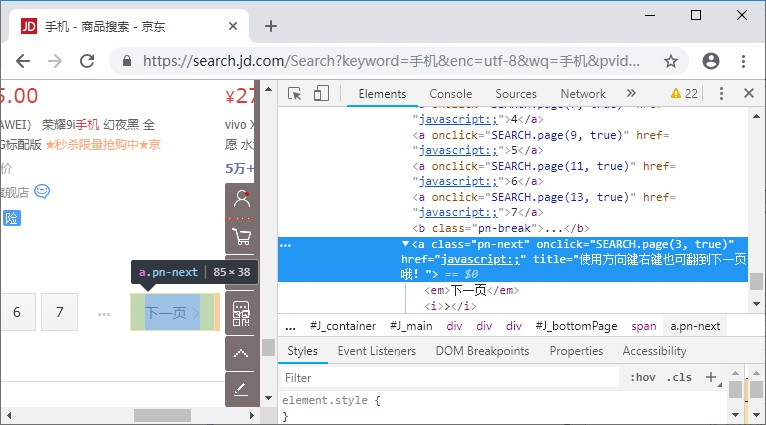 JD 手机 - 商品搜索 - 京东
https://search.jd.com/Search?keyword=手机&enc=utf-8&wq=手机&pvid...
5.00
¥27
AWEI） 荣耀9i手机 幻夜黑 全
vivo X
G标配版 ★秒杀限量抢购中★京
愿 水
价
5万+
旗舰店
险
a.pn-next 85×38
6 7 ... 下一页 >
Elements Console Sources Network » 22
"javascript:;">4</a>
<a onclick="SEARCH.page(9, true)" href=
"javascript:;">5</a>
<a onclick="SEARCH.page(11, true)" href=
"javascript:;">6</a>
<a onclick="SEARCH.page(13, true)" href=
"javascript:;">7</a>
<b class="pn-break">...</b>
... ▼<a class="pn-next" onclick="SEARCH.page(3, true)"
href="javascript:;" title="使用方向键右键也可翻到下一页
哦！"> == $0
<em>下一页</em>
<i>></i>
... #J_container #J_main div div #J_bottomPage span a.pn-next
Styles Event Listeners DOM Breakpoints Properties Accessibility
Filter :hov .cls +
element.style {
}